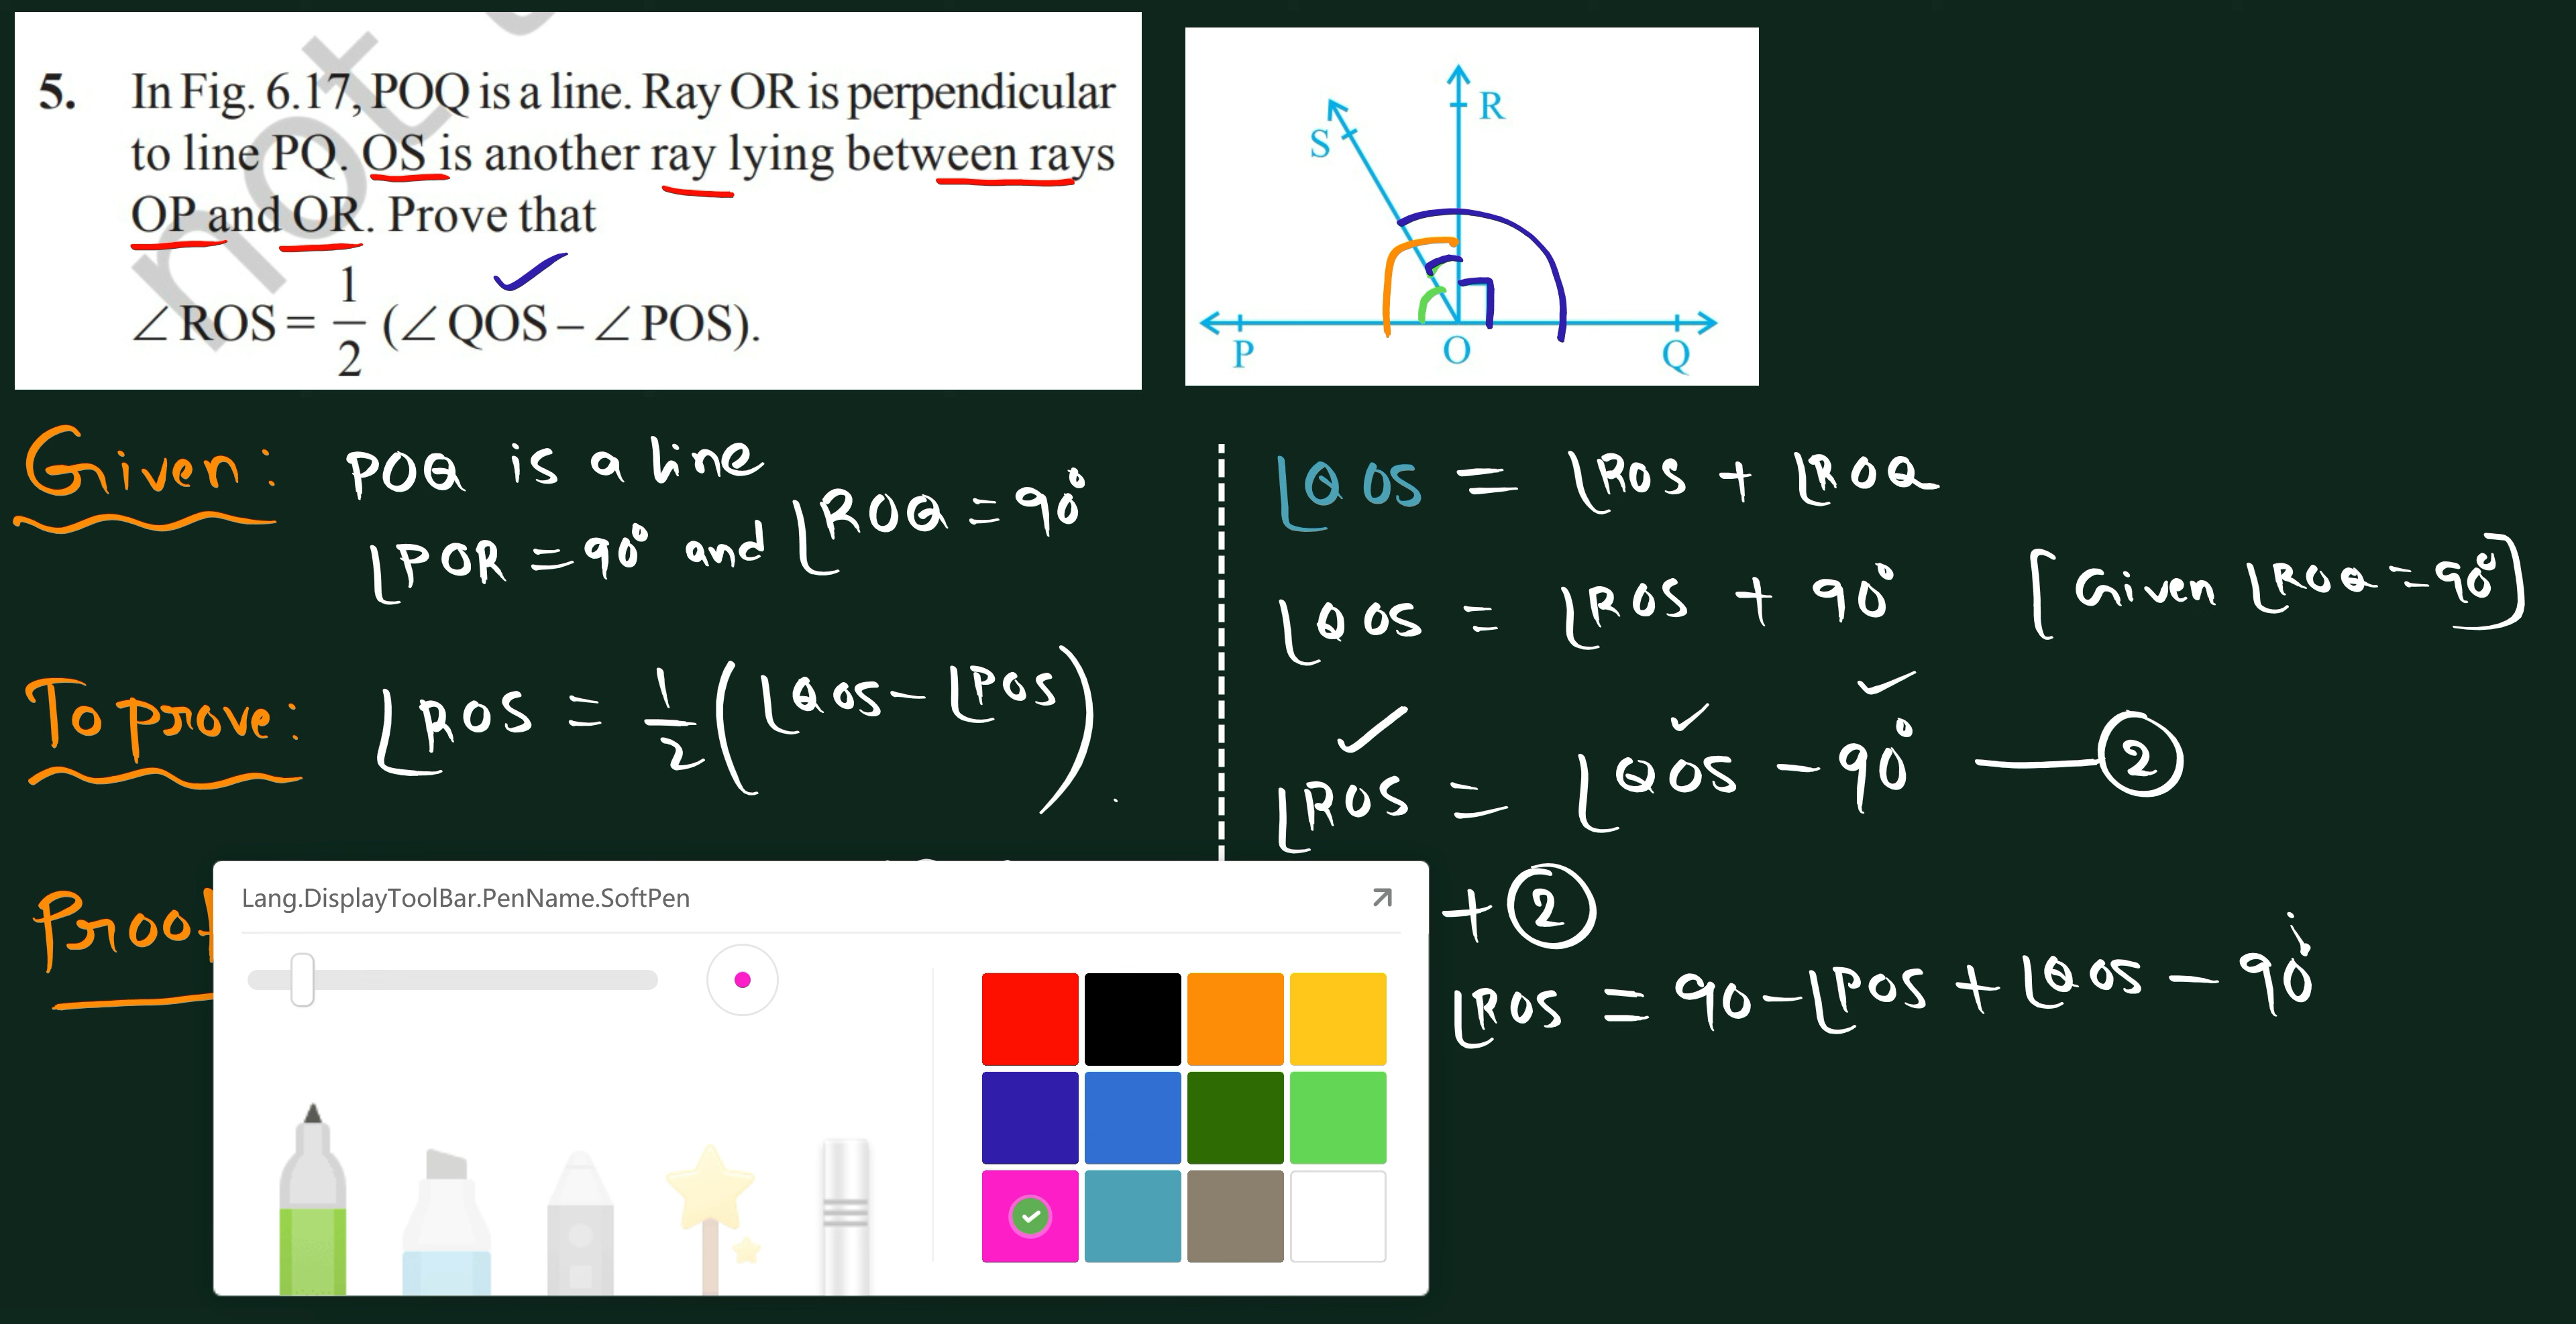 5. In Fig. 6.17, POQ is a line. Ray OR is perpendicular
to line PQ. OS is another ray lying between rays
OP and OR. Prove that
∠ROS = 1/2 (∠QOS – ∠POS).
not
R
S
P
O
Q
Given: POQ is a line
∠POR = 90° and ∠ROQ = 90°
To prove: ∠ROS = 1/2 (∠QOS – ∠POS).
Proof
∠QOS = ∠ROS + ∠ROQ
∠QOS = ∠ROS + 90° [Given ∠ROQ = 90°]
∠ROS = ∠QOS – 90° — ②
+ ②
∠ROS = 90 – ∠POS + ∠QOS – 90°
Lang.DisplayToolBar.PenName.SoftPen